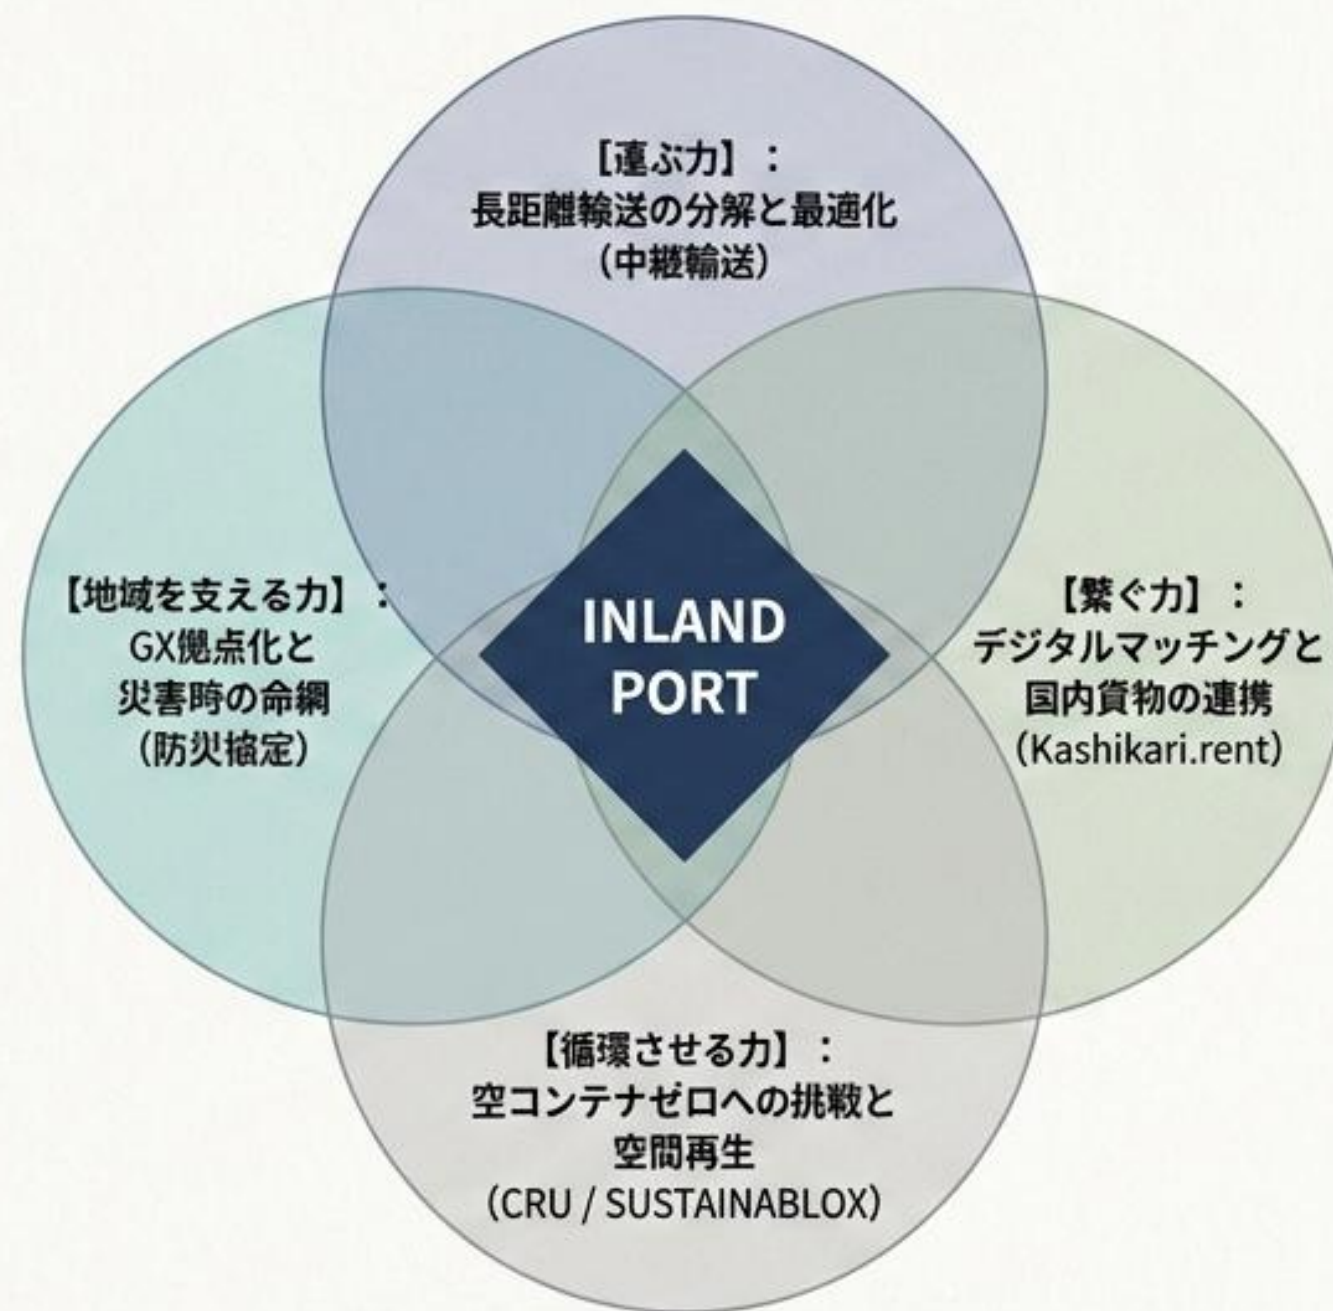 【運ぶ力】：
長距離輸送の分解と最適化
（中継輸送）
【地域を支える力】：
GX拠点化と
災害時の命綱
（防災協定）
INLAND
PORT
【繋ぐ力】：
デジタルマッチングと
国内貨物の連携
（Kashikari.rent）
【循環させる力】：
空コンテナゼロへの挑戦と
空間再生
（CRU / SUSTAINABLOX）